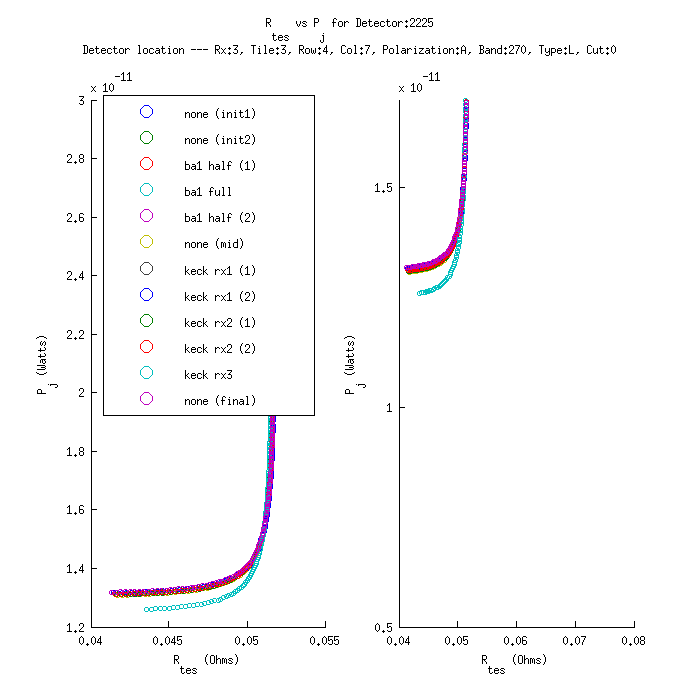 R_tes vs P_j for Detector:2225
Detector location --- Rx:3, Tile:3, Row:4, Col:7, Polarization:A, Band:270, Type:L, Cut:0
x 10^-11
3
2.8
2.6
2.4
2.2
2
1.8
1.6
1.4
1.2
P_j (Watts)
none (init1)
none (init2)
ba1 half (1)
ba1 full
ba1 half (2)
none (mid)
keck rx1 (1)
keck rx1 (2)
keck rx2 (1)
keck rx2 (2)
keck rx3
none (final)
0.04 0.045 0.05 0.055
R_tes (Ohms)
x 10^-11
1.5
1
0.5
P_j (Watts)
0.04 0.05 0.06 0.07 0.08
R_tes (Ohms)